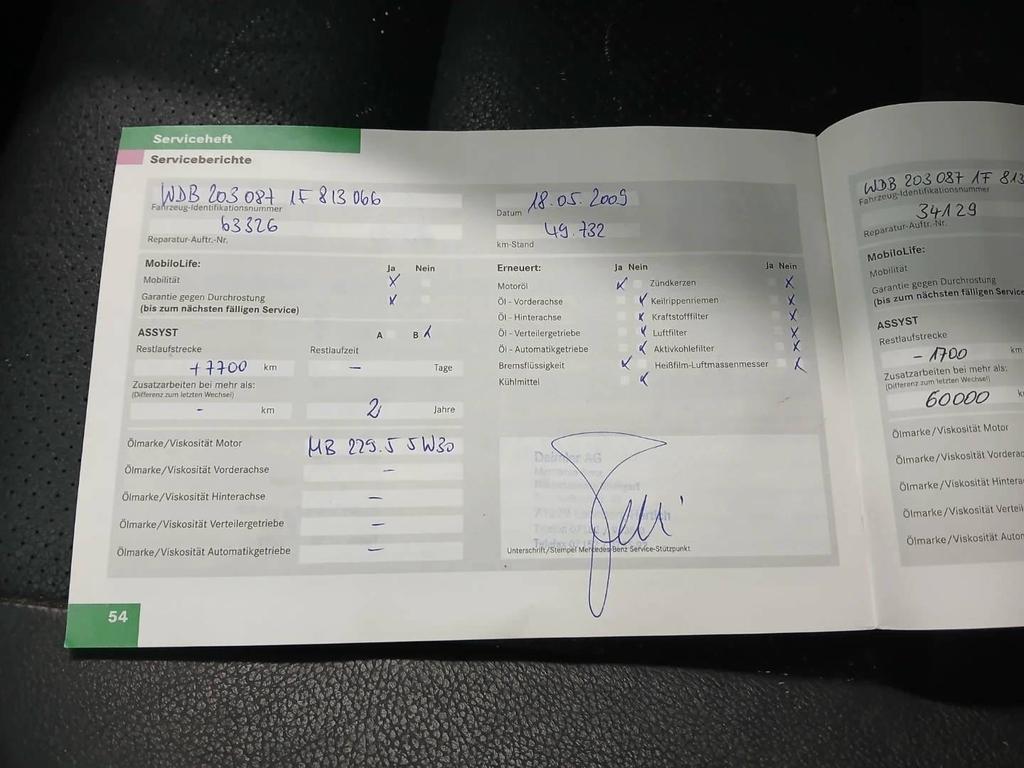 Serviceheft
Serviceberichte
WDB 203 087 1F 813 066
Fahrzeug-Identifikationsnummer
63326
Reparatur-Auftr.-Nr.
18.05.2009
Datum
49.732
km-Stand
MobiloLife: Ja Nein
Mobilität X
Garantie gegen Durchrostung X
(bis zum nächsten fälligen Service)
ASSYST A B X
Restlaufstrecke Restlaufzeit
+7700 km – Tage
Zusatzarbeiten bei mehr als:
(Differenz zum letzten Wechsel)
- km 2 Jahre
Ölmarke/Viskosität Motor MB 229.5 5W30
Ölmarke/Viskosität Vorderachse –
Ölmarke/Viskosität Hinterachse –
Ölmarke/Viskosität Verteilergetriebe –
Ölmarke/Viskosität Automatikgetriebe –
Erneuert: Ja Nein Ja Nein
Motoröl X Zündkerzen X
Öl - Vorderachse X Keilrippenriemen X
Öl - Hinterachse X Kraftstofffilter X
Öl - Verteilergetriebe X Luftfilter X
Öl - Automatikgetriebe X Aktivkohlefilter X
Bremsflüssigkeit X Heißfilm-Luftmassenmesser X
Kühlmittel X
Daimler AG
Unterschrift/Stempel Mercedes-Benz Service-Stützpunkt
54
WDB 203 087 1F 813
Fahrzeug-Identifikationsnummer
34129
Reparatur-Auftr.-Nr.
MobiloLife:
Mobilität
Garantie gegen Durchrostung
(bis zum nächsten fälligen Service
ASSYST
Restlaufstrecke
- 1700 km
Zusatzarbeiten bei mehr als:
(Differenz zum letzten Wechsel)
60000
Ölmarke/Viskosität Motor
Ölmarke/Viskosität Vorderac
Ölmarke/Viskosität Hintera
Ölmarke/Viskosität Verteil
Ölmarke/Viskosität Auton